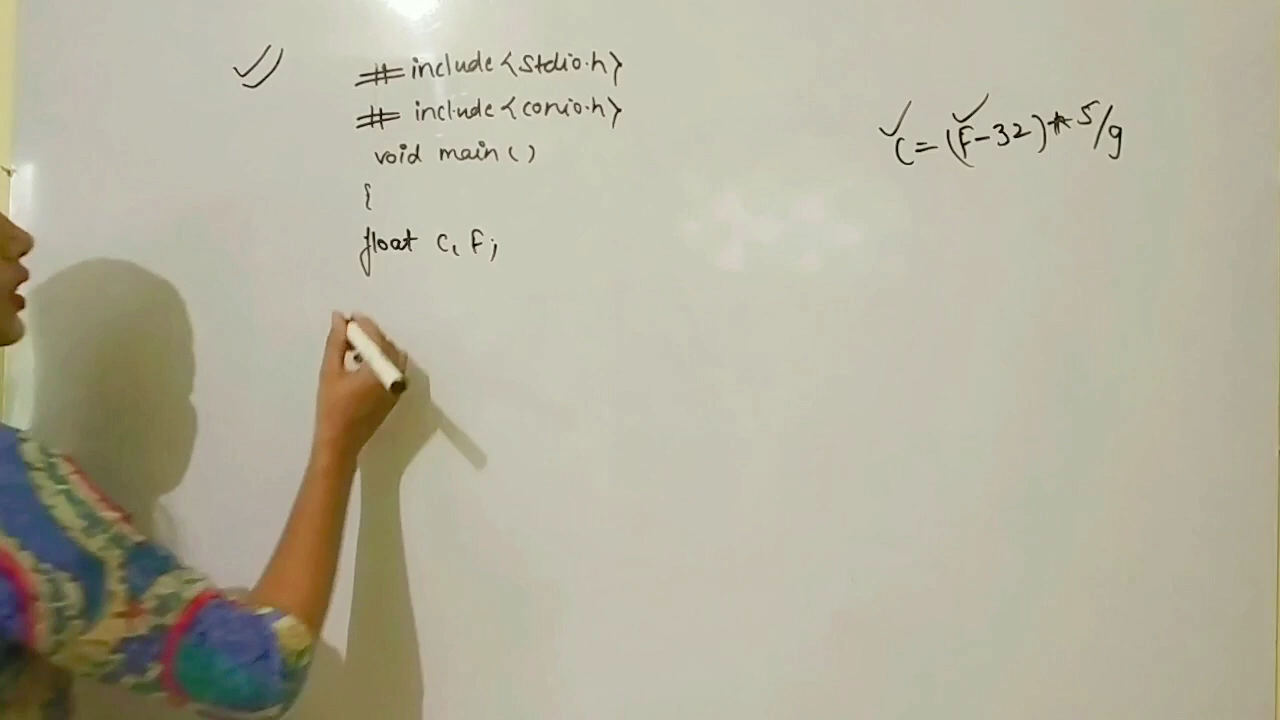 # include <stdio.h>
# include <conio.h>
void main ( )
{
float C, F;
C = (F-32) * 5/9